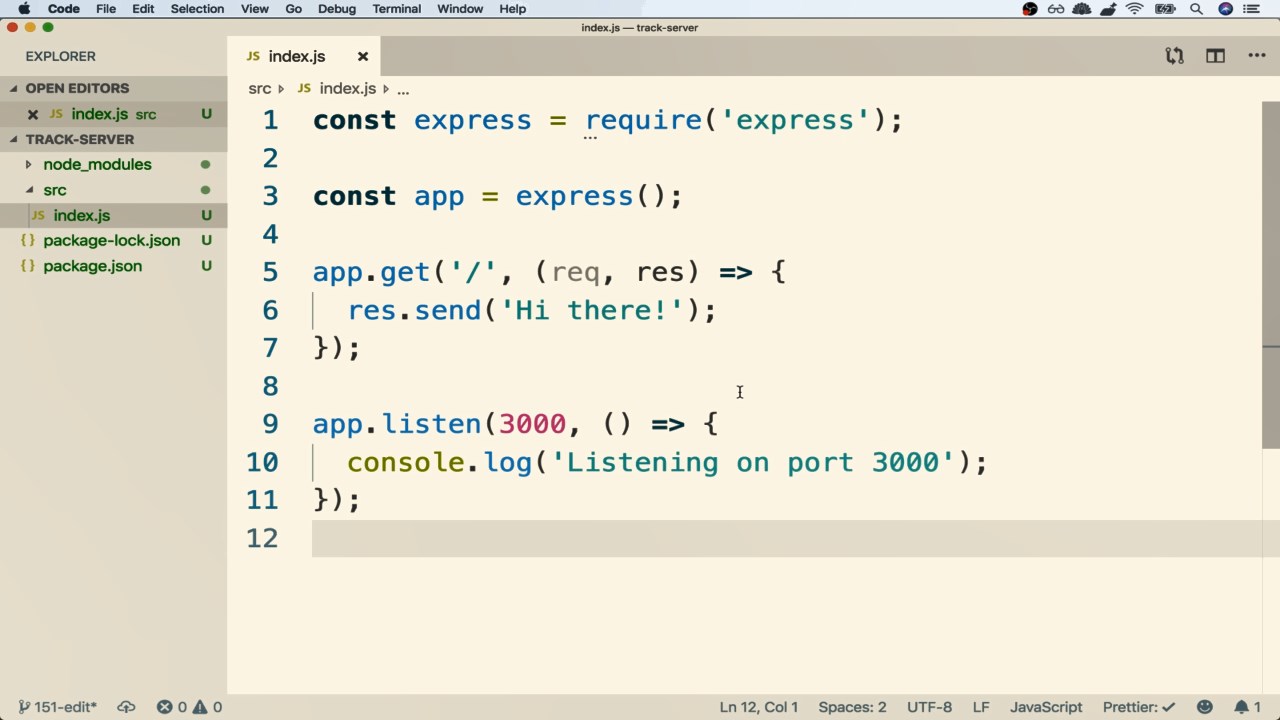 Code File Edit Selection View Go Debug Terminal Window Help
index.js — track-server
EXPLORER
OPEN EDITORS
index.js src U
TRACK-SERVER
node_modules
src
JS index.js U
{} package-lock.json U
{} package.json U
JS index.js
src JS index.js ...
1 const express = require('express');
2
3 const app = express();
4
5 app.get('/', (req, res) => {
6 res.send('Hi there!');
7 });
8
9 app.listen(3000, () => {
10 console.log('Listening on port 3000');
11 });
12
151-edit* 0 0 Ln 12, Col 1 Spaces: 2 UTF-8 LF JavaScript Prettier: ✓ 1